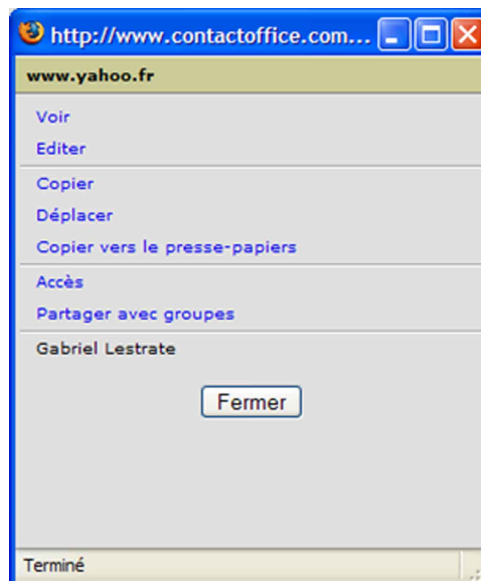 http://www.contactoffice.com...
www.yahoo.fr
Voir
Editer
Copier
Déplacer
Copier vers le presse-papiers
Accès
Partager avec groupes
Gabriel Lestrate
Fermer
Terminé